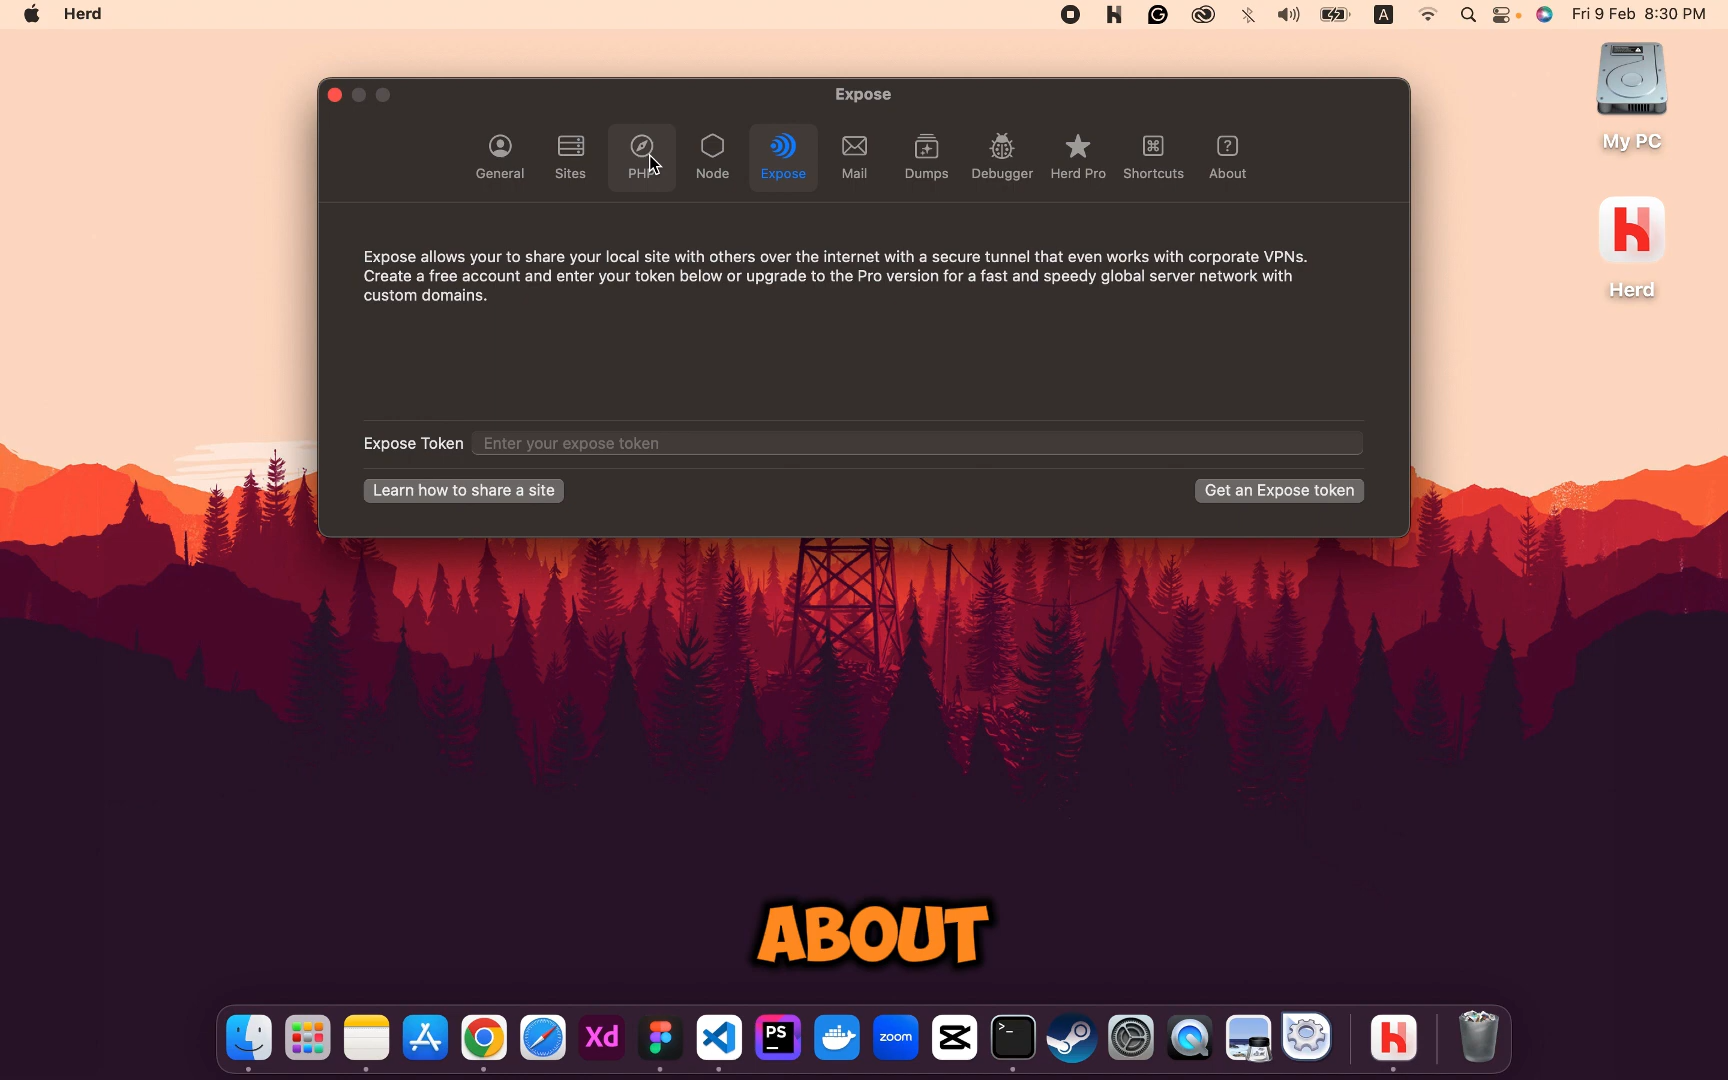 Herd
A
Fri 9 Feb 8:30 PM
Expose
General
Sites
PHP
Node
Expose
Mail
Dumps
Debugger
Herd Pro
Shortcuts
?
About
My PC
Herd
Expose allows your to share your local site with others over the internet with a secure tunnel that even works with corporate VPNs.
Create a free account and enter your token below or upgrade to the Pro version for a fast and speedy global server network with
custom domains.
Expose Token
Enter your expose token
Learn how to share a site
Get an Expose token
ABOUT
Xd
PS
zoom